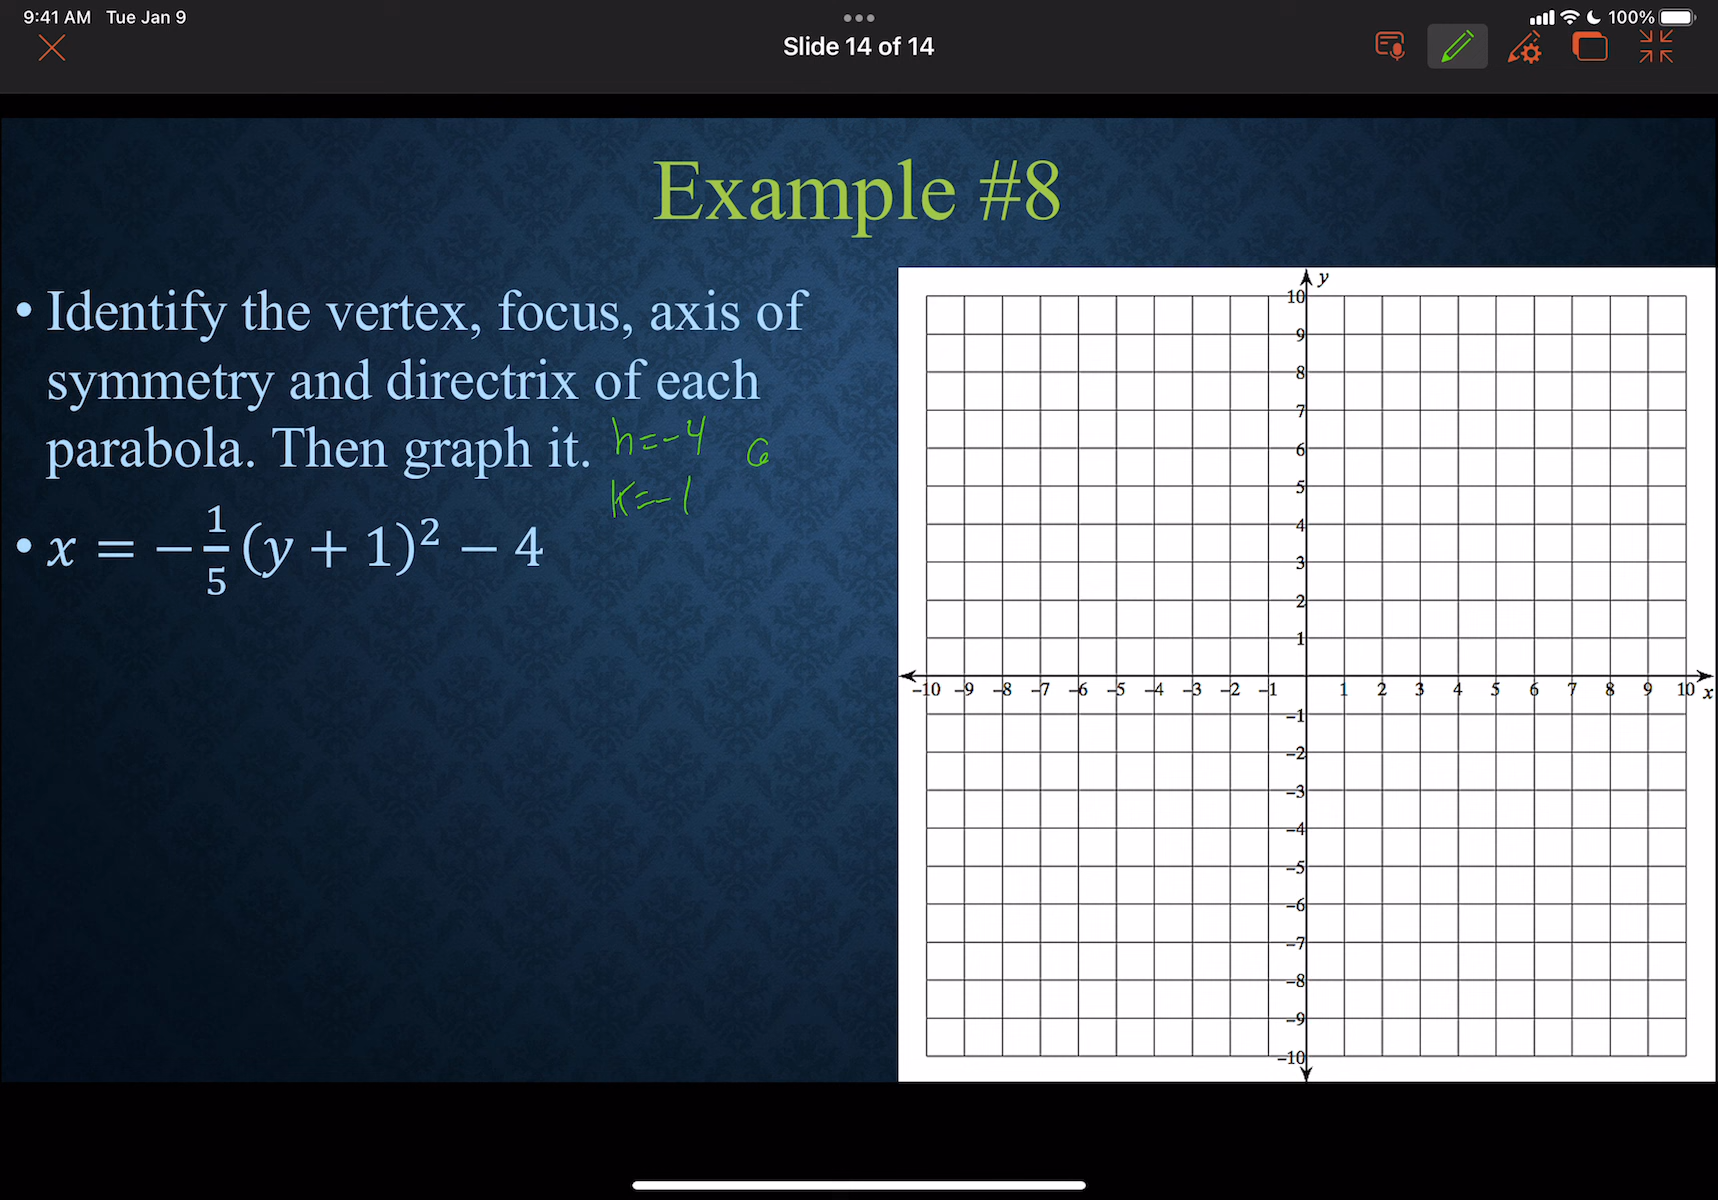 9:41 AM Tue Jan 9
100%
Slide 14 of 14
Example #8
• Identify the vertex, focus, axis of
symmetry and directrix of each
parabola. Then graph it.
h=-4
k=-1
• x = −1/5(y + 1)² − 4
y
10
9
8
7
6
5
4
3
2
1
−10 −9 −8 −7 −6 −5 −4 −3 −2 −1 1 2 3 4 5 6 7 8 9 10 x
−1
−2
−3
−4
−5
−6
−7
−8
−9
−10